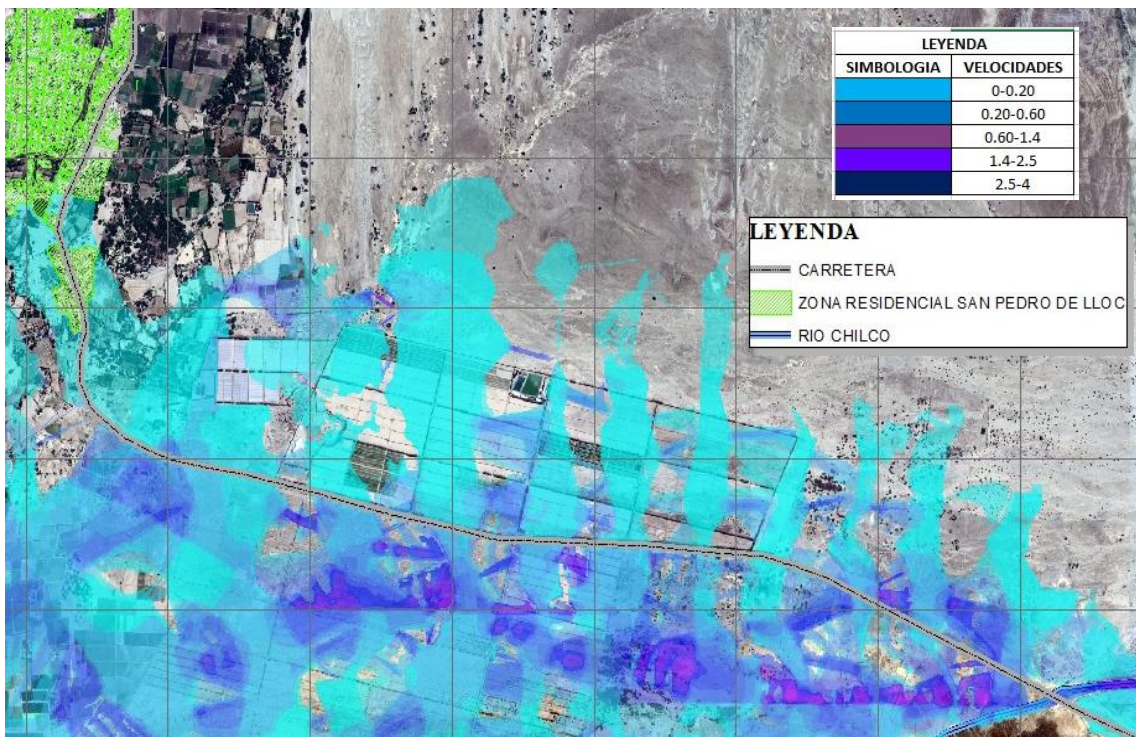 LEYENDA
SIMBOLOGIA VELOCIDADES
0-0.20
0.20-0.60
0.60-1.4
1.4-2.5
2.5-4
LEYENDA
CARRETERA
ZONA RESIDENCIAL SAN PEDRO DE LLOC
RIO CHILCO